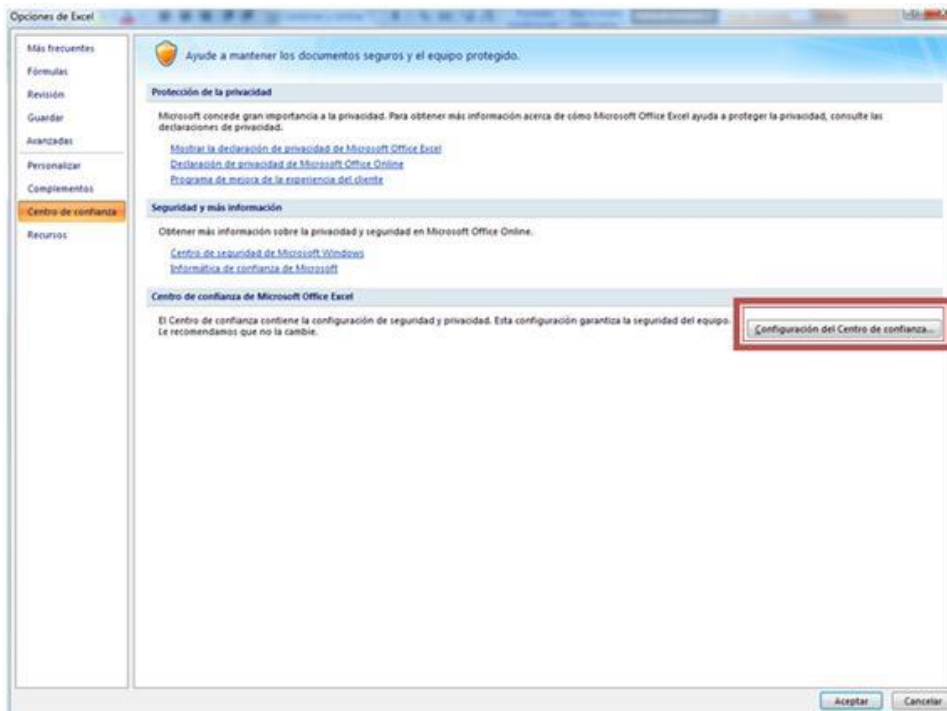 Opciones de Excel
Más frecuentes
Fórmulas
Revisión
Guardar
Avanzadas
Personalizar
Complementos
Centro de confianza
Recursos
Ayude a mantener los documentos seguros y el equipo protegido.
Protección de la privacidad
Microsoft concede gran importancia a la privacidad. Para obtener más información acerca de cómo Microsoft Office Excel ayuda a proteger la privacidad, consulte las
declaraciones de privacidad.
Mostrar la declaración de privacidad de Microsoft Office Excel
Declaración de privacidad de Microsoft Office Online
Programa de mejora de la experiencia del cliente
Seguridad y más información
Obtener más información sobre la privacidad y seguridad en Microsoft Office Online.
Centro de seguridad de Microsoft Windows
Informática de confianza de Microsoft
Centro de confianza de Microsoft Office Excel
El Centro de confianza contiene la configuración de seguridad y privacidad. Esta configuración garantiza la seguridad del equipo.
Le recomendamos que no la cambie.
Configuración del Centro de confianza...
Aceptar
Cancelar